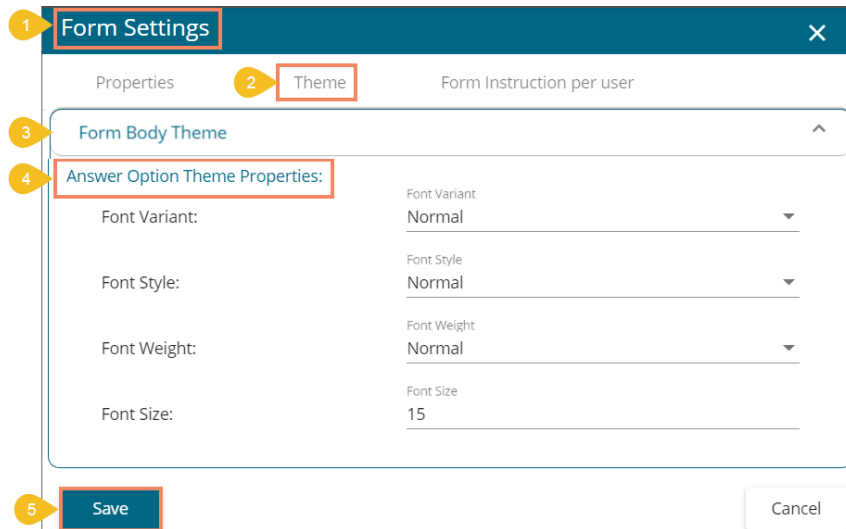 1 Form Settings
Properties 2 Theme Form Instruction per user
3 Form Body Theme
4 Answer Option Theme Properties:
Font Variant
Font Variant: Normal
Font Style
Font Style: Normal
Font Weight
Font Weight: Normal
Font Size
Font Size: 15
5 Save Cancel